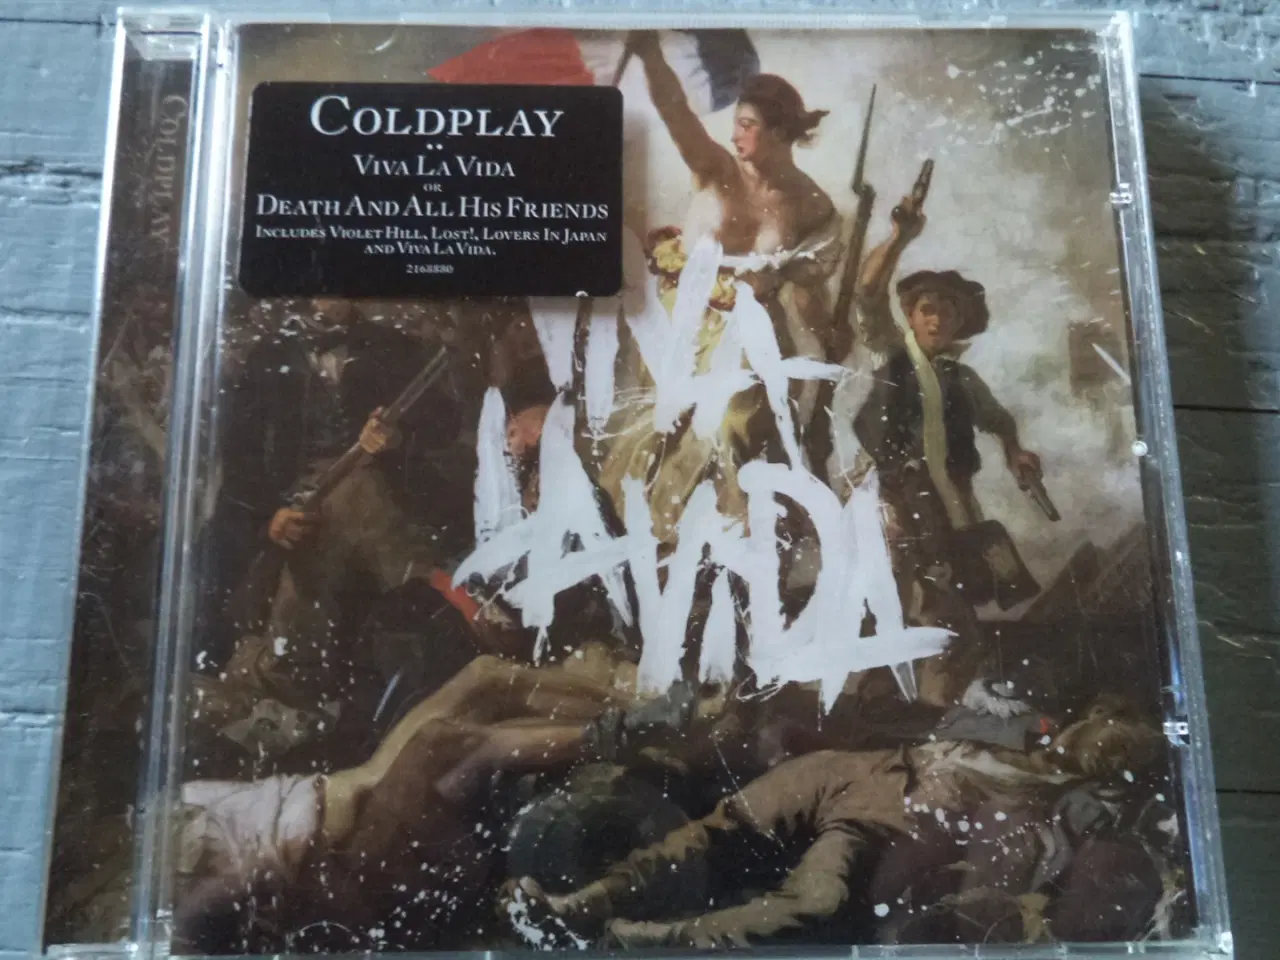 COLDPLAY
VIVA LA VIDA
OR
DEATH AND ALL HIS FRIENDS
INCLUDES VIOLET HILL, LOST!, LOVERS IN JAPAN
AND VIVA LA VIDA.
2168880
VIVA
LA VIDA
COLDPLAY